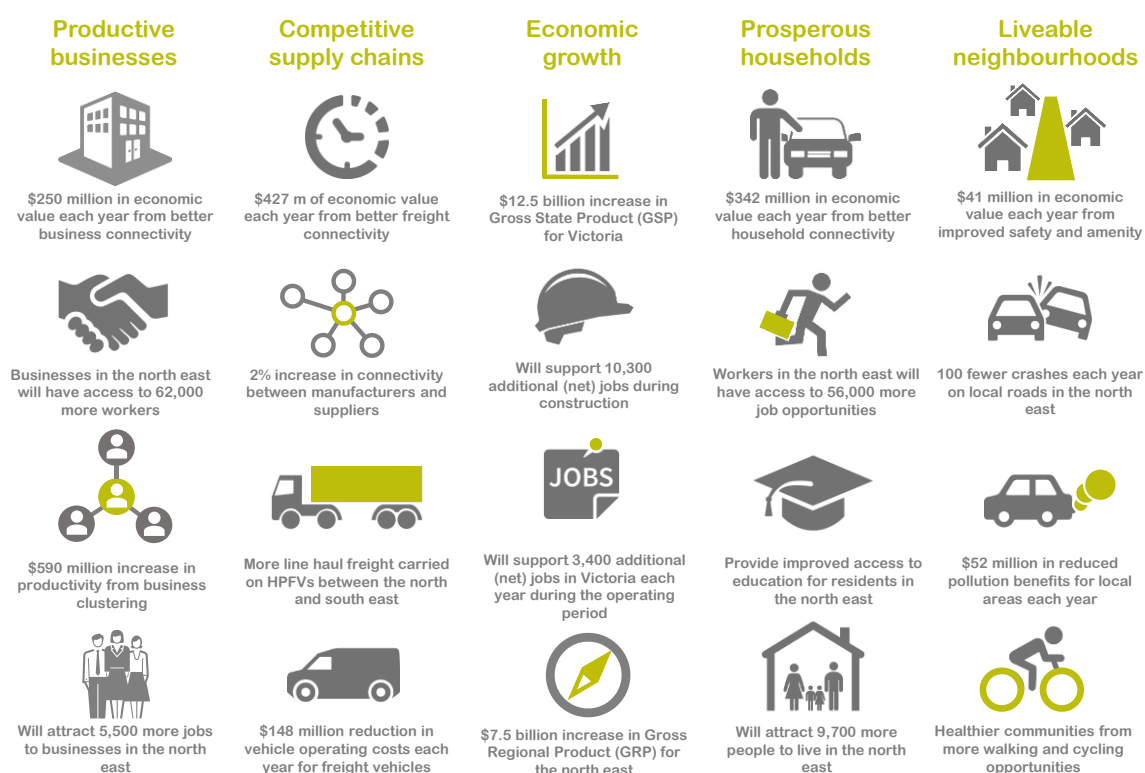 Productive
businesses
$250 million in economic
value each year from better
business connectivity
Businesses in the north east
will have access to 62,000
more workers
$590 million increase in
productivity from business
clustering
Will attract 5,500 more jobs
to businesses in the north
east
Competitive
supply chains
$427 m of economic value
each year from better freight
connectivity
2% increase in connectivity
between manufacturers and
suppliers
More line haul freight carried
on HPFVs between the north
and south east
$148 million reduction in
vehicle operating costs each
year for freight vehicles
Economic
growth
$12.5 billion increase in
Gross State Product (GSP)
for Victoria
Will support 10,300
additional (net) jobs during
construction
JOBS
Will support 3,400 additional
(net) jobs in Victoria each
year during the operating
period
$7.5 billion increase in Gross
Regional Product (GRP) for
the north east
Prosperous
households
$342 million in economic
value each year from better
household connectivity
Workers in the north east will
have access to 56,000 more
job opportunities
Provide improved access to
education for residents in
the north east
Will attract 9,700 more
people to live in the north
east
Liveable
neighbourhoods
$41 million in economic
value each year from
improved safety and amenity
100 fewer crashes each year
on local roads in the north
east
$52 million in reduced
pollution benefits for local
areas each year
Healthier communities from
more walking and cycling
opportunities